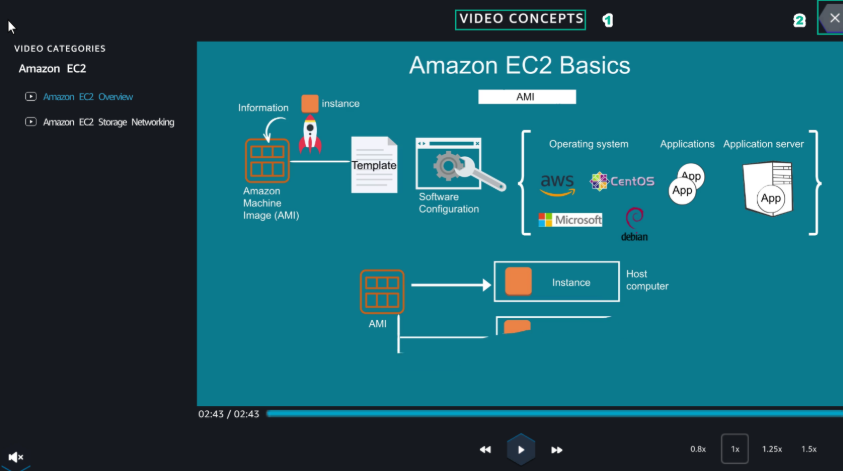 VIDEO CONCEPTS 1
2
VIDEO CATEGORIES
Amazon EC2
Amazon EC2 Overview
Amazon EC2 Storage Networking
Amazon EC2 Basics
AMI
Information
instance
Template
Amazon
Machine
Image (AMI)
Software
Configuration
Operating system
Applications
Application server
aws
CentOS
Microsoft
debian
App
App
App
AMI
Instance
Host
computer
02:43 / 02:43
0.8x
1x
1.25x
1.5x